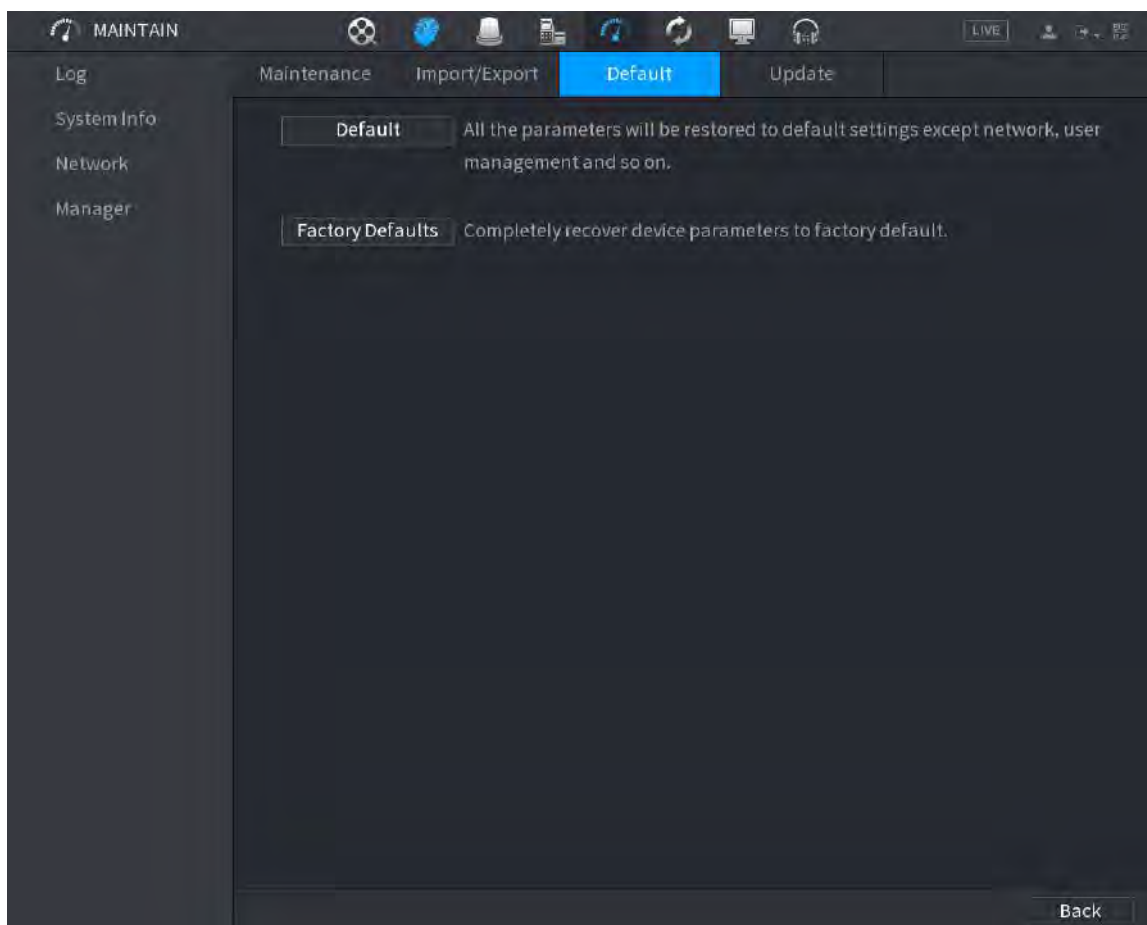 MAINTAIN
LIVE
Log
Maintenance Import/Export Default Update
System Info
Network
Manager
Default All the parameters will be restored to default settings except network, user
management and so on.
Factory Defaults Completely recover device parameters to factory default.
Back